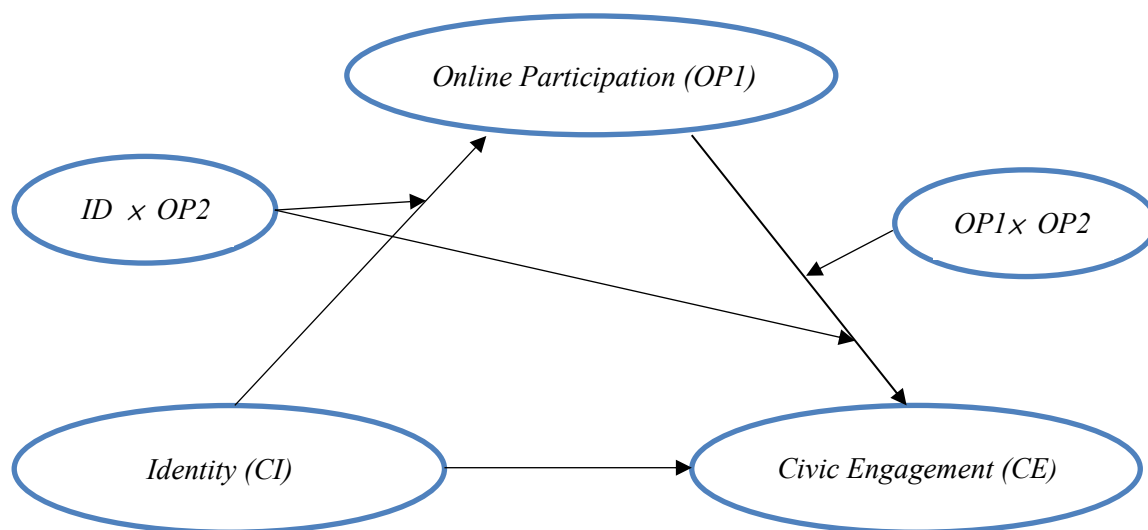 Online Participation (OP1)
ID × OP2
OP1× OP2
Identity (CI)
Civic Engagement (CE)